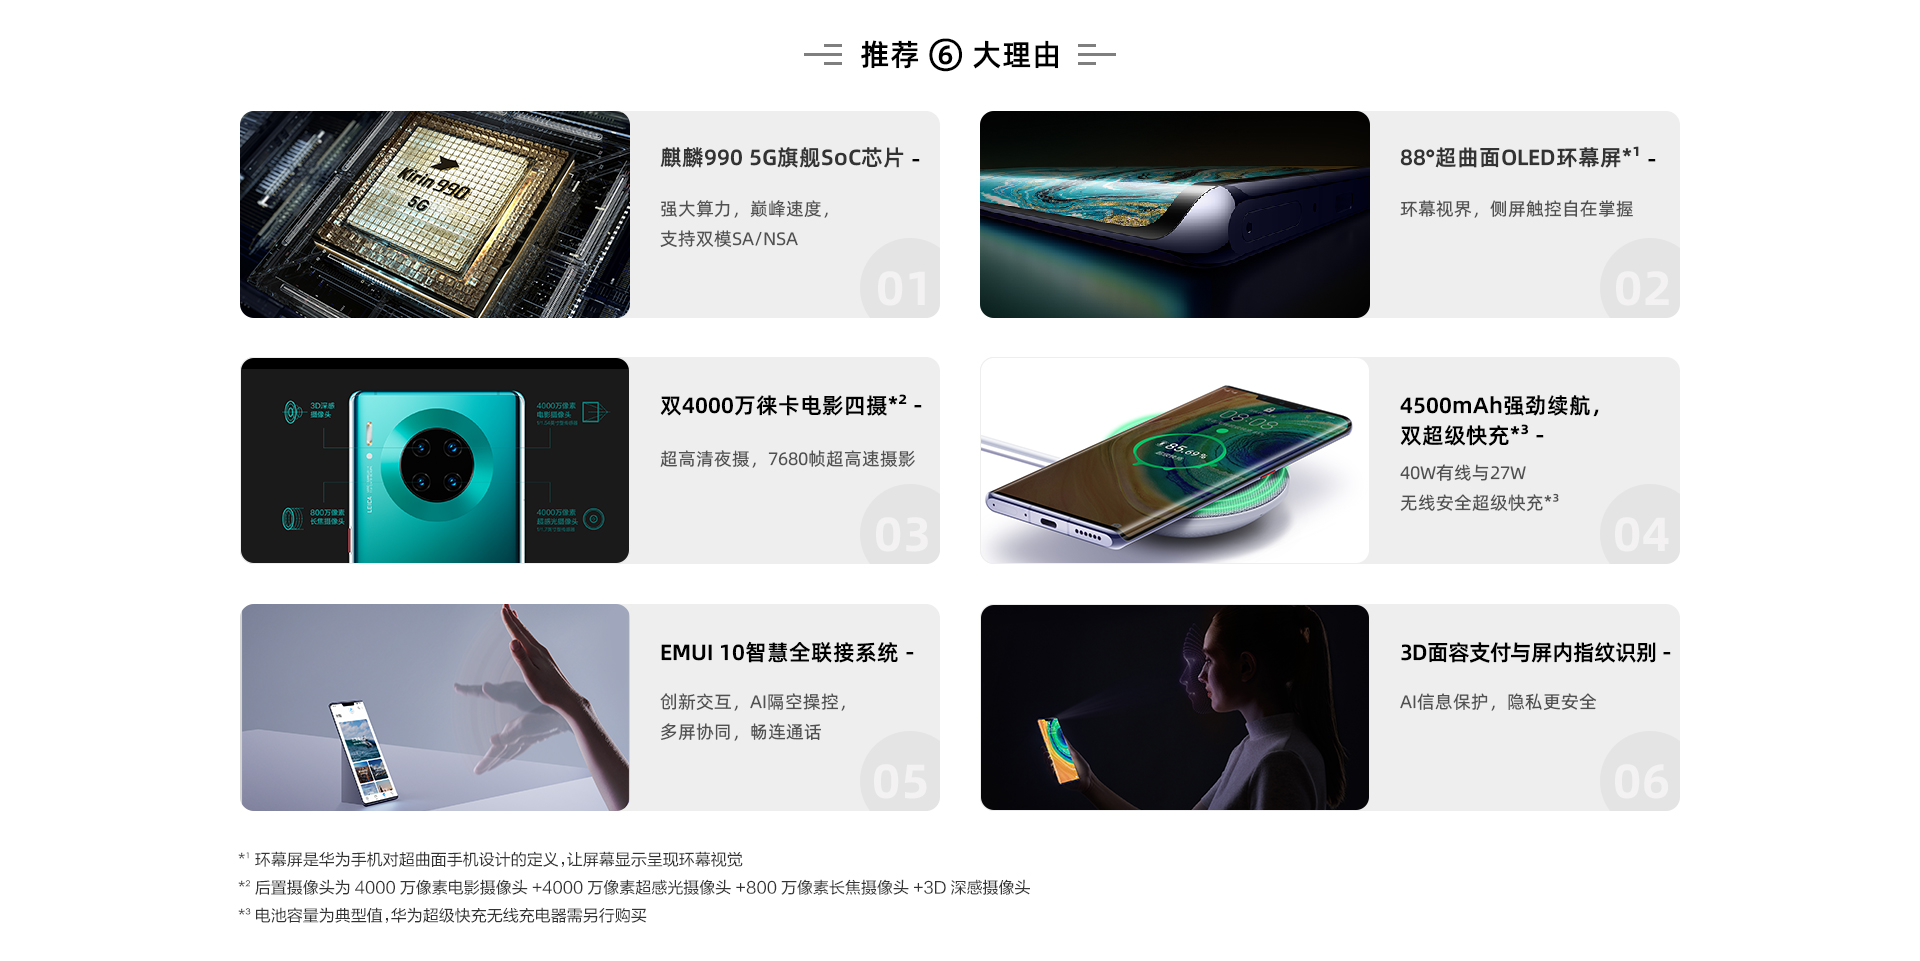 推荐 ⑥ 大理由
Kirin 990
5G
麒麟990 5G旗舰SoC芯片 -
强大算力，巅峰速度，
支持双模SA/NSA
01
88°超曲面OLED环幕屏*¹ -
环幕视界，侧屏触控自在掌握
02
3D深感
摄像头
4000万像素
电影摄像头
800万像素
长焦摄像头
4000万像素
超感光摄像头
LEICA
双4000万徕卡电影四摄*² -
超高清夜摄，7680帧超高速摄影
03
08:08
85.69%
4500mAh强劲续航，
双超级快充*³ -
40W有线与27W
无线安全超级快充*³
04
EMUI 10智慧全联接系统 -
创新交互，AI隔空操控，
多屏协同，畅连通话
05
3D面容支付与屏内指纹识别 -
AI信息保护，隐私更安全
06
*¹ 环幕屏是华为手机对超曲面手机设计的定义，让屏幕显示呈现环幕视觉
*² 后置摄像头为 4000 万像素电影摄像头 +4000 万像素超感光摄像头 +800 万像素长焦摄像头 +3D 深感摄像头
*³ 电池容量为典型值，华为超级快充无线充电器需另行购买